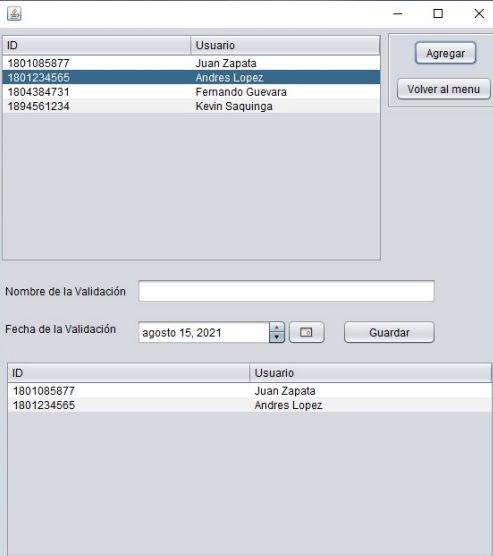 ID Usuario
1801085877 Juan Zapata
1801234565 Andres Lopez
1804384731 Fernando Guevara
1894561234 Kevin Saquinga
Agregar
Volver al menu
Nombre de la Validación
Fecha de la Validación agosto 15, 2021 Guardar
ID Usuario
1801085877 Juan Zapata
1801234565 Andres Lopez